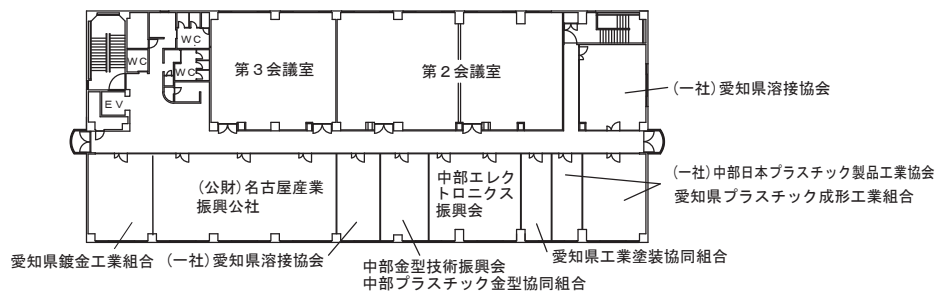 WC
WC
WC
EV
第3会議室
第2会議室
(一社)愛知県溶接協会
(公財)名古屋産業
振興公社
中部エレク
トロニクス
振興会
(一社)中部日本プラスチック製品工業協会
愛知県プラスチック成形工業組合
愛知県鍍金工業組合
(一社)愛知県溶接協会
中部金型技術振興会
中部プラスチック金型協同組合
愛知県工業塗装協同組合